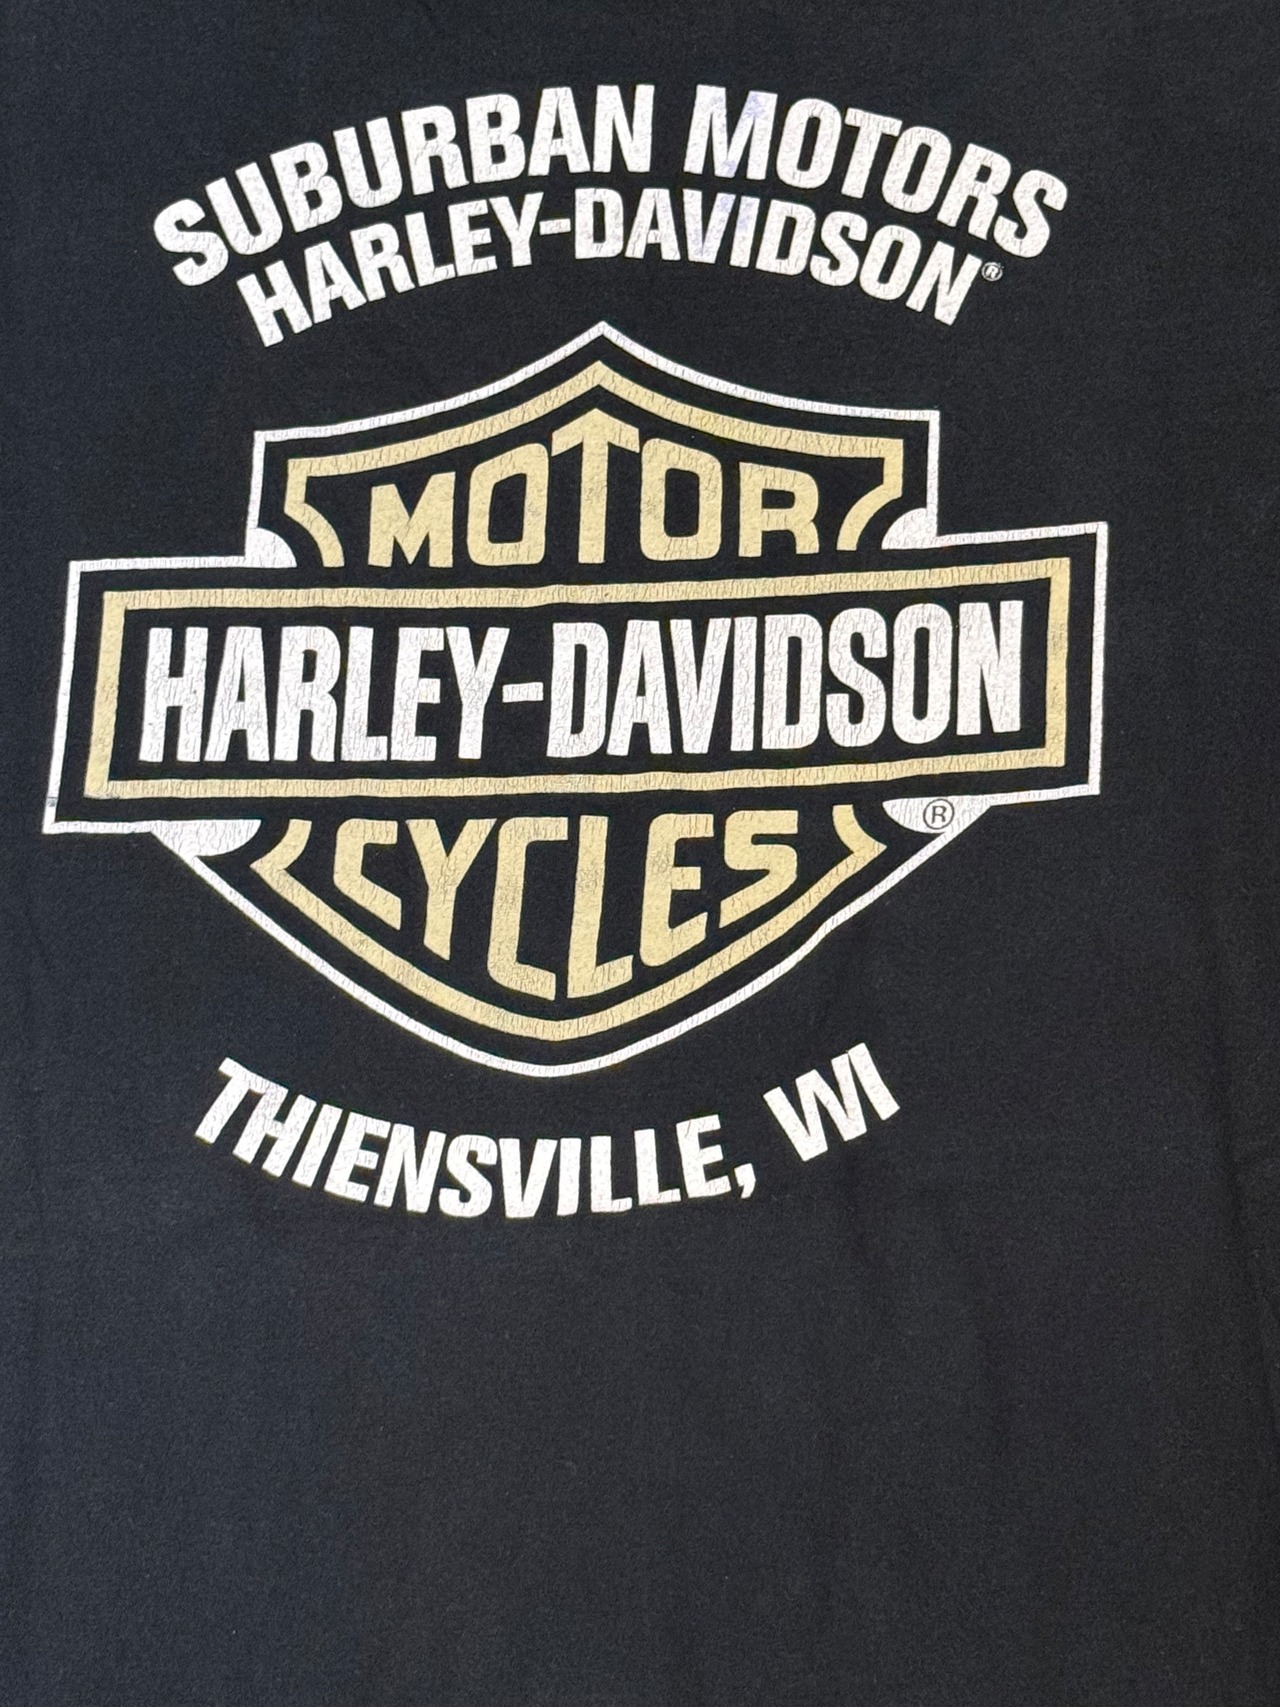 SUBURBAN MOTORS
HARLEY-DAVIDSON®
MOTOR
HARLEY-DAVIDSON
CYCLES
®
THIENSVILLE, WI